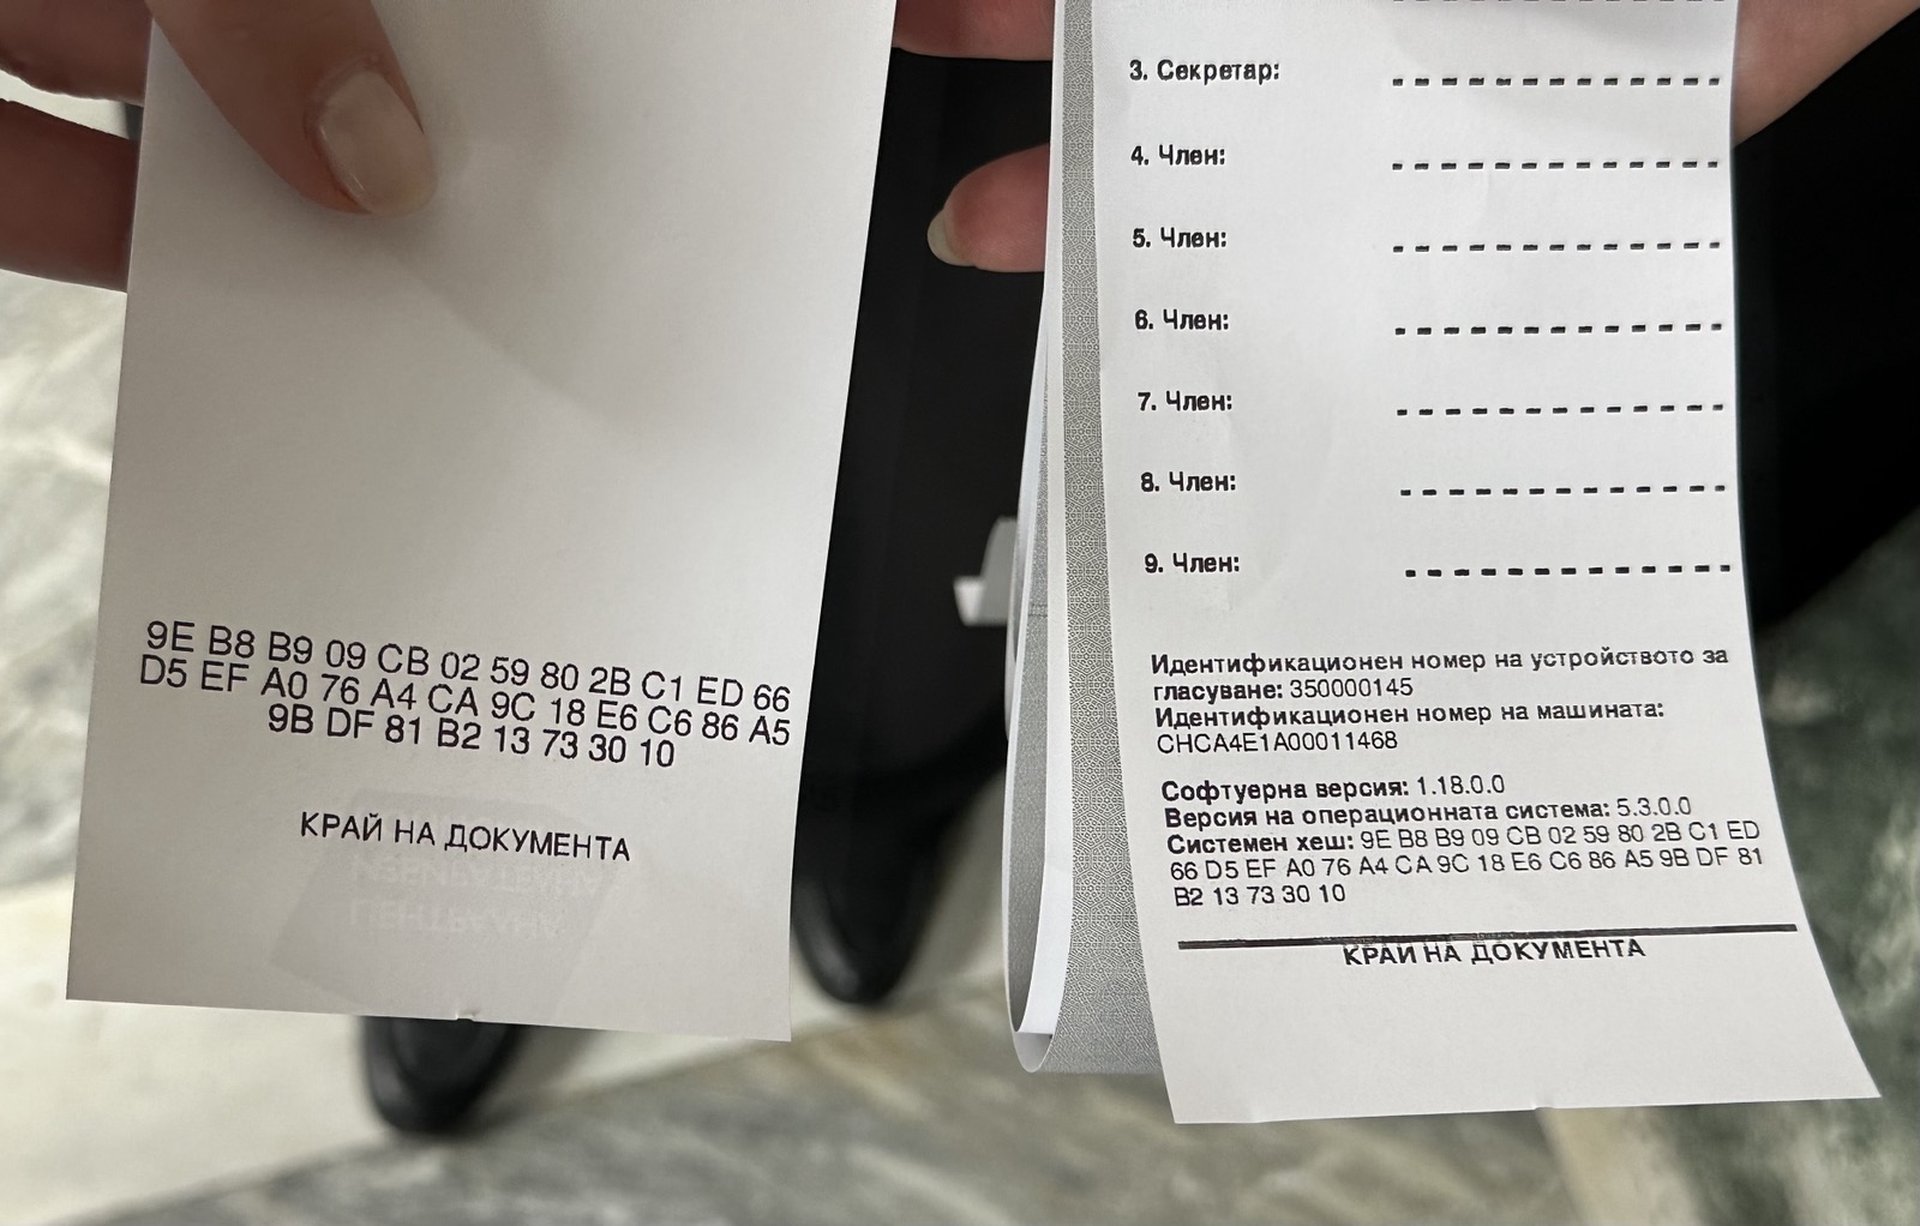 9E B8 B9 09 CB 02 59 80 2B C1 ED 66
D5 EF A0 76 A4 CA 9C 18 E6 C6 86 A5
9B DF 81 B2 13 73 30 10
КРАЙ НА ДОКУМЕНТА
3. Секретар:
4. Член:
5. Член:
6. Член:
7. Член:
8. Член:
9. Член:
Идентификационен номер на устройството за
гласуване: 350000145
Идентификационен номер на машината:
CHCA4E1A00011468
Софтуерна версия: 1.18.0.0
Версия на операционната система: 5.3.0.0
Системен хеш: 9E B8 B9 09 CB 02 59 80 2B C1 ED
66 D5 EF A0 76 A4 CA 9C 18 E6 C6 86 A5 9B DF 81
B2 13 73 30 10
КРАЙ НА ДОКУМЕНТА